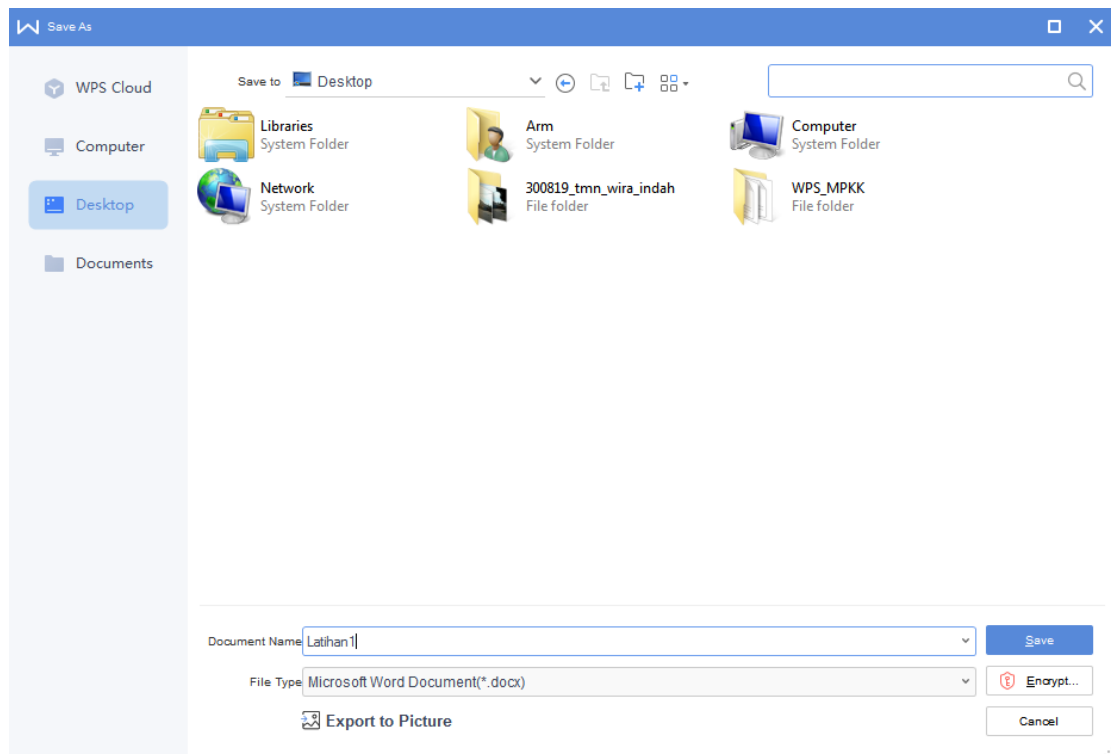 Save As
WPS Cloud
Computer
Desktop
Documents
Save to Desktop
Libraries
System Folder
Arm
System Folder
Computer
System Folder
Network
System Folder
300819_tmn_wira_indah
File folder
WPS_MPKK
File folder
Document Name Latihan1
Save
File Type Microsoft Word Document(*.docx)
Encrypt...
Export to Picture
Cancel